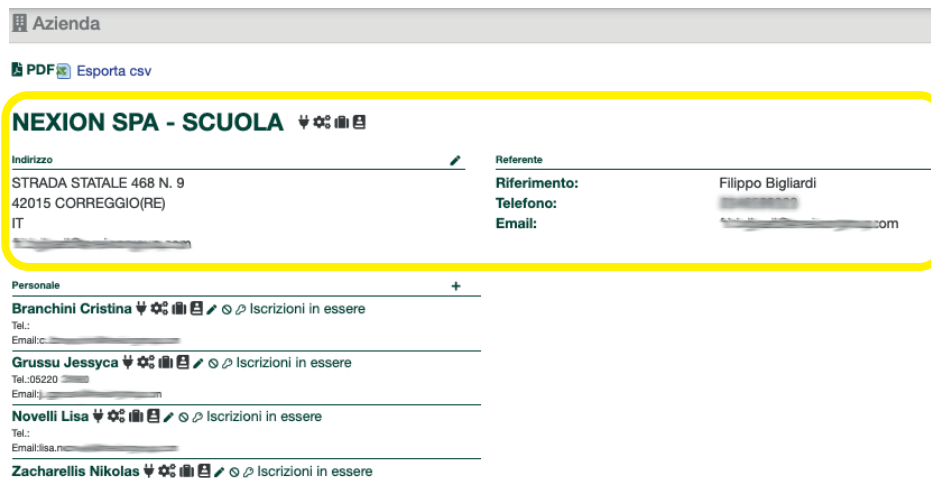 Azienda
PDF Esporta csv
NEXION SPA - SCUOLA
Indirizzo
STRADA STATALE 468 N. 9
42015 CORREGGIO(RE)
IT
Referente
Riferimento: Filippo Bigliardi
Telefono:
Email: com
Personale +
Branchini Cristina Iscrizioni in essere
Tel.:
Email:c.
Grussu Jessyca Iscrizioni in essere
Tel.:05220
Email:j.
Novelli Lisa Iscrizioni in essere
Tel.:
Email:lisa.n
Zacharellis Nikolas Iscrizioni in essere